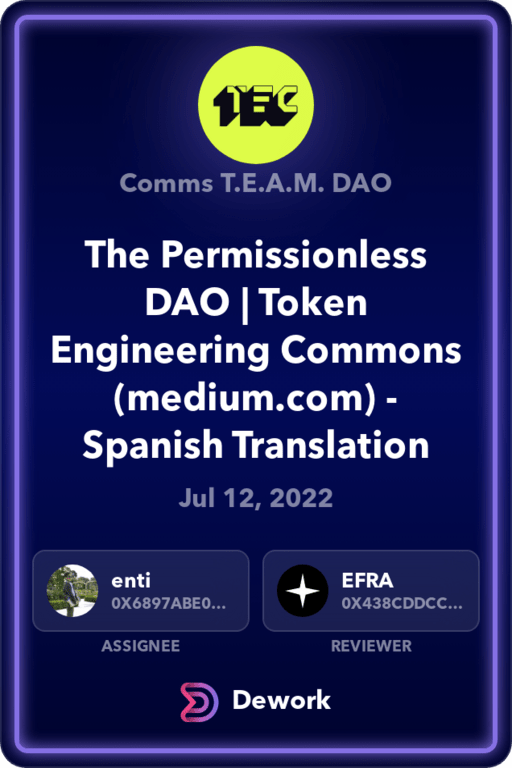 TEC
Comms T.E.A.M. DAO
The Permissionless
DAO | Token
Engineering Commons
(medium.com) -
Spanish Translation
Jul 12, 2022
enti
0X6897ABE0...
ASSIGNEE
EFRA
0X438CDDCC...
REVIEWER
Dework